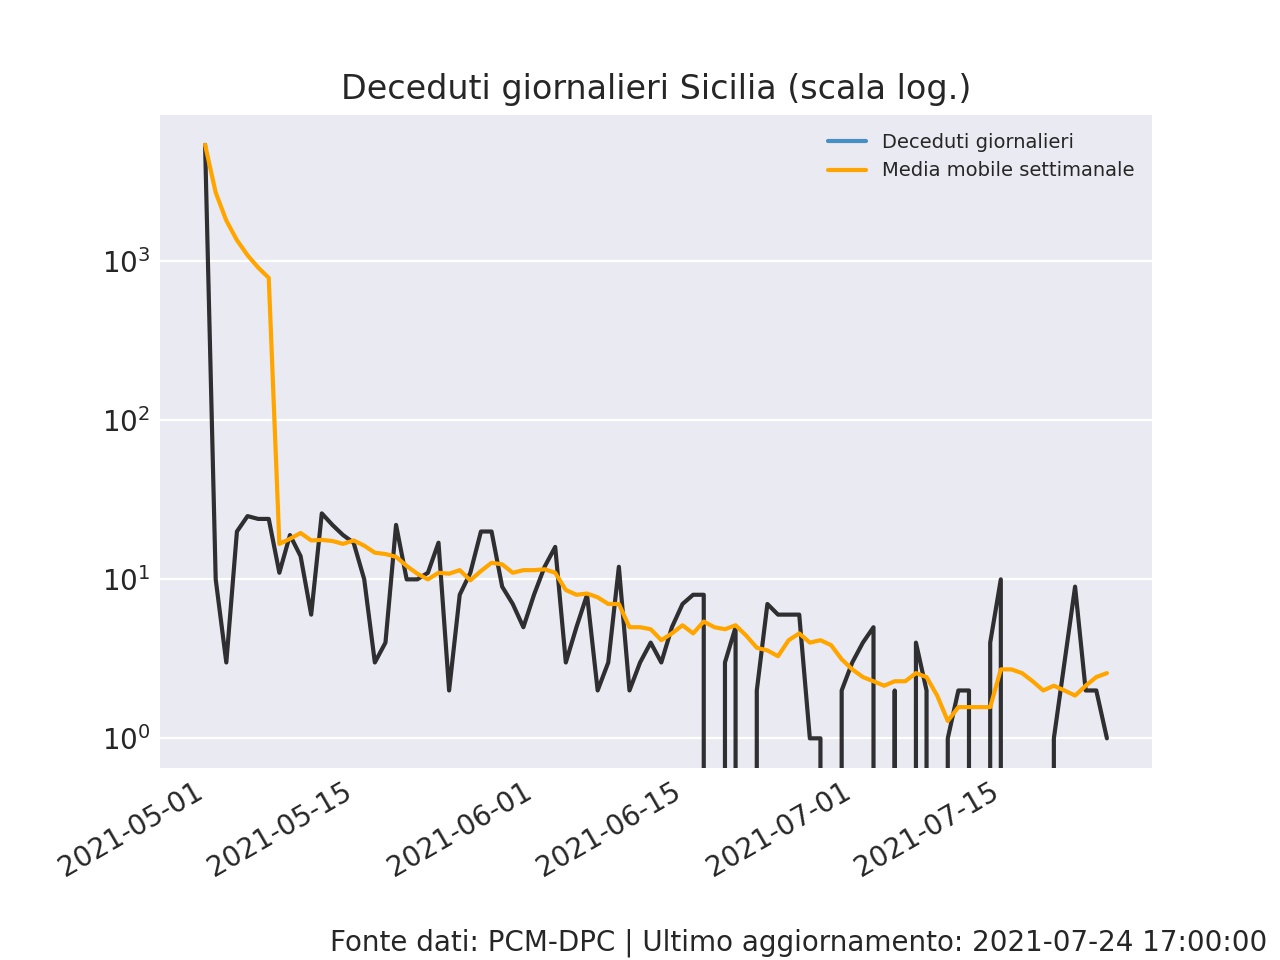 Deceduti giornalieri Sicilia (scala log.)
Deceduti giornalieri
Media mobile settimanale
10³
10²
10¹
10⁰
2021-05-01
2021-05-15
2021-06-01
2021-06-15
2021-07-01
2021-07-15
Fonte dati: PCM-DPC | Ultimo aggiornamento: 2021-07-24 17:00:00